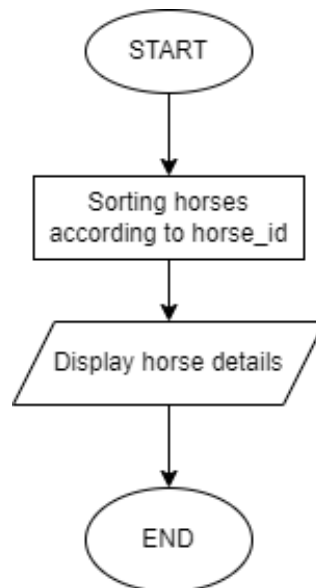 START
Sorting horses
according to horse_id
Display horse details
END